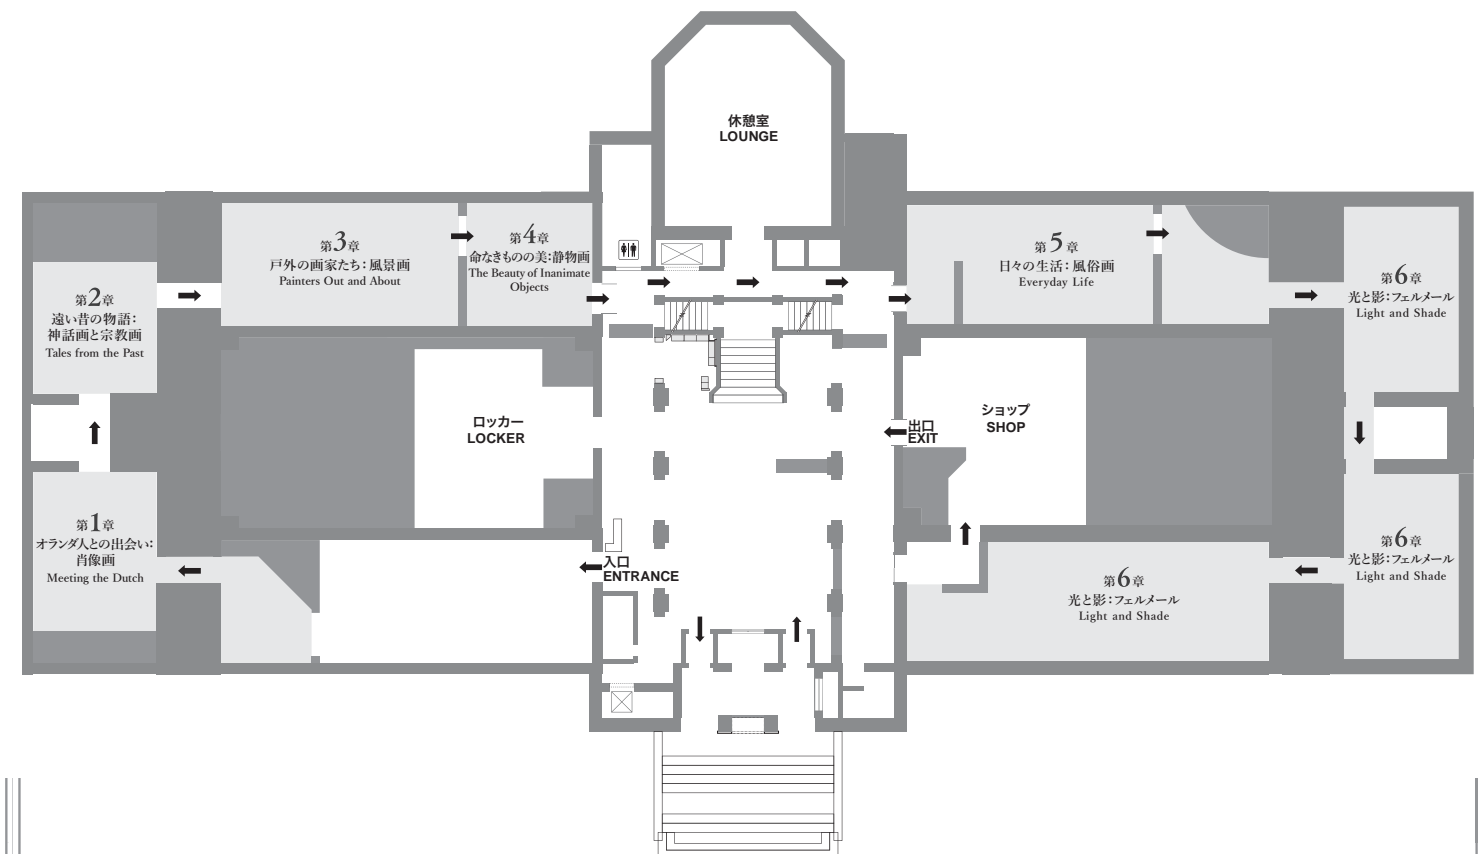 休憩室
LOUNGE
第3章
戸外の画家たち：風景画
Painters Out and About
第4章
命なきものの美：静物画
The Beauty of Inanimate
Objects
第5章
日々の生活：風俗画
Everyday Life
第6章
光と影：フェルメール
Light and Shade
第2章
遠い昔の物語：
神話画と宗教画
Tales from the Past
ロッカー
LOCKER
出口
EXIT
ショップ
SHOP
第1章
オランダ人との出会い：
肖像画
Meeting the Dutch
入口
ENTRANCE
第6章
光と影：フェルメール
Light and Shade
第6章
光と影：フェルメール
Light and Shade